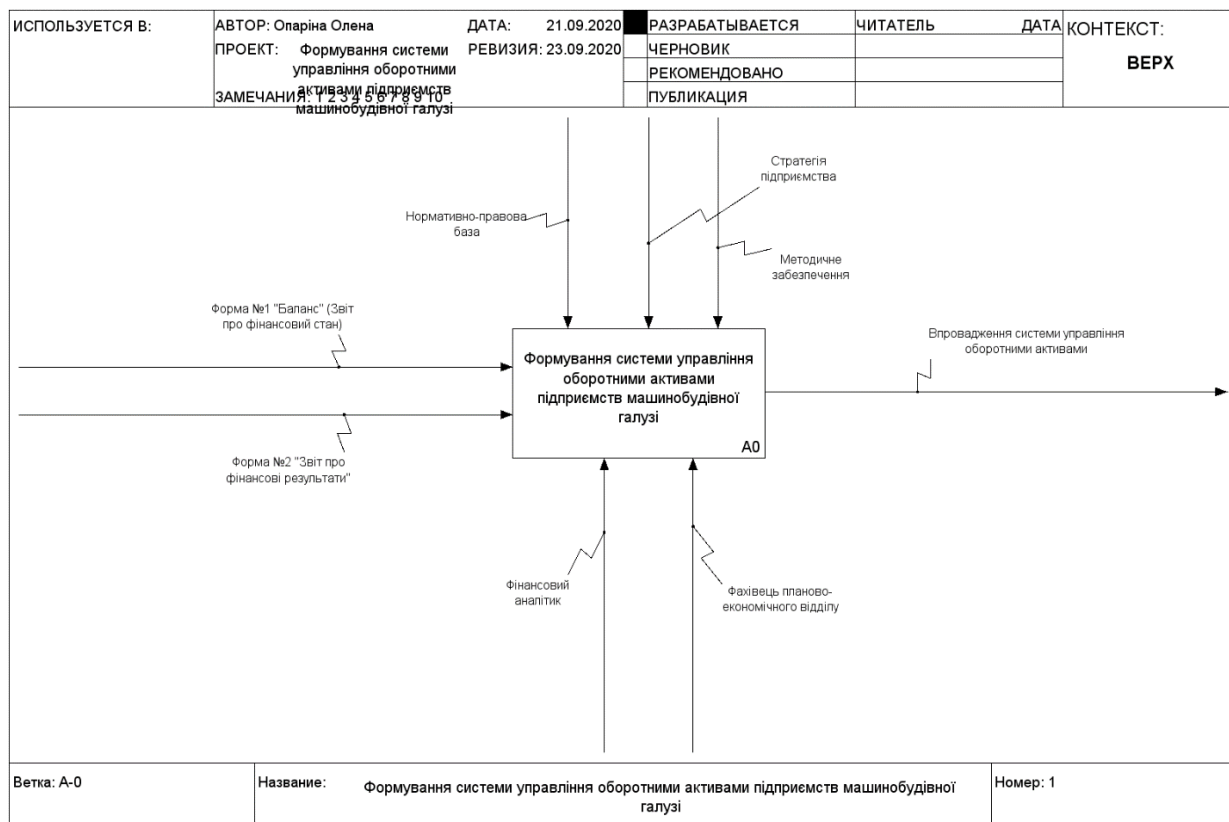 ИСПОЛЬЗУЕТСЯ В:
АВТОР: Опаріна Олена
ДАТА: 21.09.2020
ПРОЕКТ: Формування системи
управління оборотними
активами підприємств
машинобудівної галузі
РЕВИЗИЯ: 23.09.2020
ЗАМЕЧАНИЯ: 1 2 3 4 5 6 7 8 9 10
РАЗРАБАТЫВАЕТСЯ
ЧЕРНОВИК
РЕКОМЕНДОВАНО
ПУБЛИКАЦИЯ
ЧИТАТЕЛЬ
ДАТА
КОНТЕКСТ:
ВЕРХ
Стратегія
підприємства
Нормативно-правова
база
Методичне
забезпечення
Форма №1 "Баланс" (Звіт
про фінансовий стан)
Формування системи управління
оборотними активами
підприємств машинобудівної
галузі
A0
Впровадження системи управління
оборотними активами
Форма №2 "Звіт про
фінансові результати"
Фінансовий
аналітик
Фахівець планово-
економічного відділу
Ветка: A-0
Название:
Формування системи управління оборотними активами підприємств машинобудівної
галузі
Номер: 1